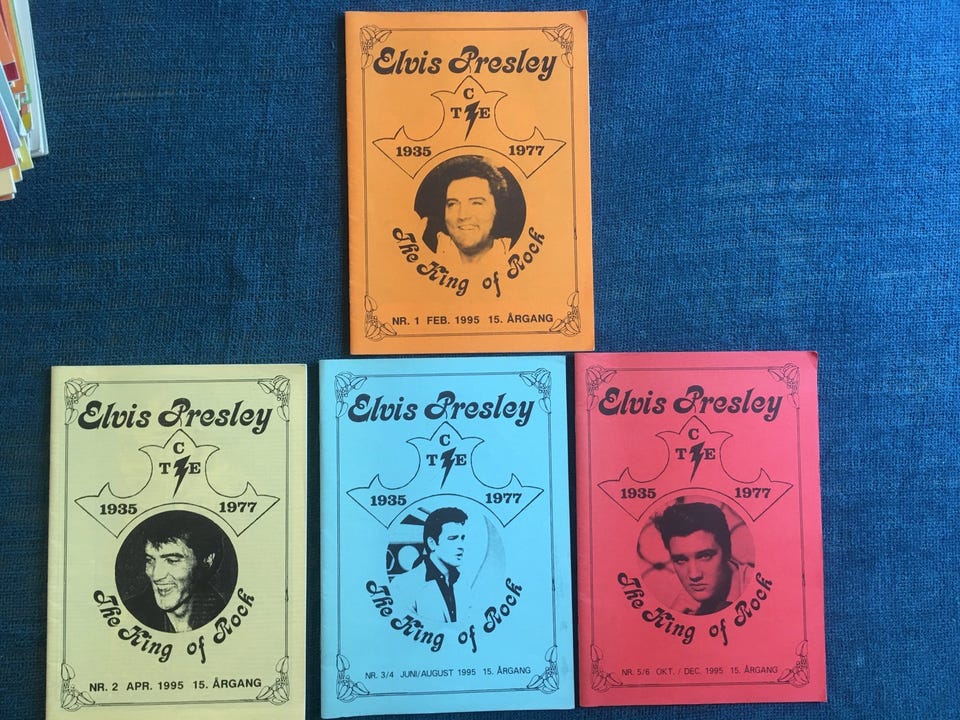 Elvis Presley
C
T E
1935 1977
The King of Rock
NR. 1 FEB. 1995 15. ÅRGANG
Elvis Presley
C
T E
1935 1977
The King of Rock
NR. 2 APR. 1995 15. ÅRGANG
Elvis Presley
C
T E
1935 1977
The King of Rock
NR. 3/4 JUNI/AUGUST 1995 15. ÅRGANG
Elvis Presley
C
T E
1935 1977
The King of Rock
NR. 5/6 OKT. / DEC. 1995 15. ÅRGANG